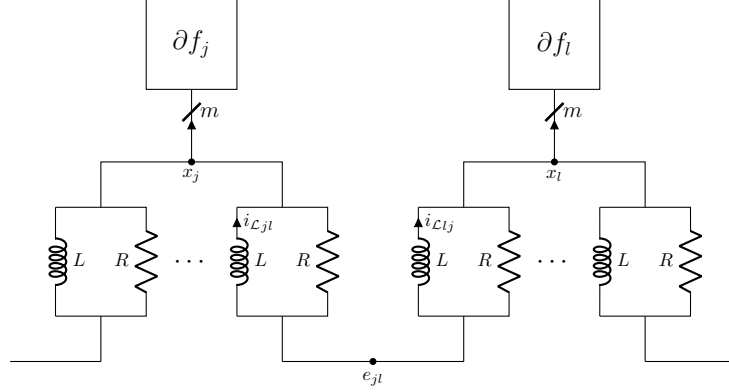 ∂f_j ∂f_l
m m
x_j x_l
i_{ℒjl} i_{ℒlj}
L R ··· L R L R ··· L R
e_{jl}